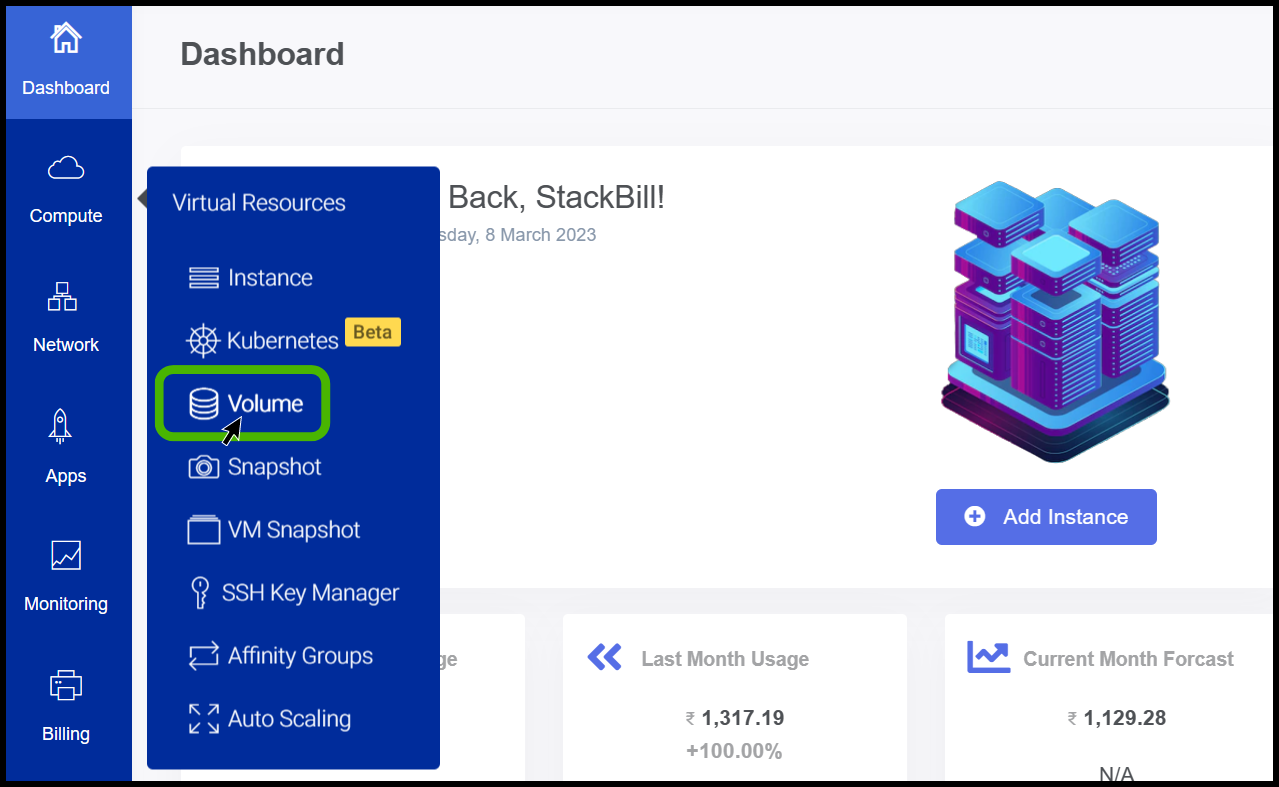 Dashboard
Compute
Network
Apps
Monitoring
Billing
Virtual Resources
Instance
Kubernetes Beta
Volume
Snapshot
VM Snapshot
SSH Key Manager
Affinity Groups
Auto Scaling
Dashboard
Back, StackBill!
sday, 8 March 2023
Add Instance
ge
Last Month Usage
₹ 1,317.19
+100.00%
Current Month Forcast
₹ 1,129.28
N/A